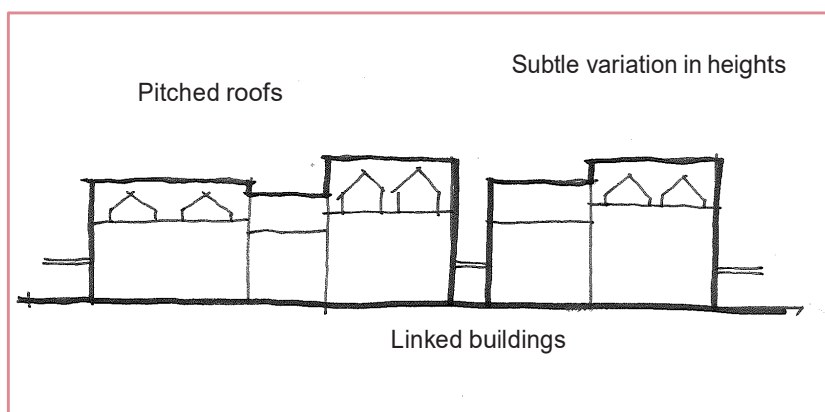 Subtle variation in heights
Pitched roofs
Linked buildings